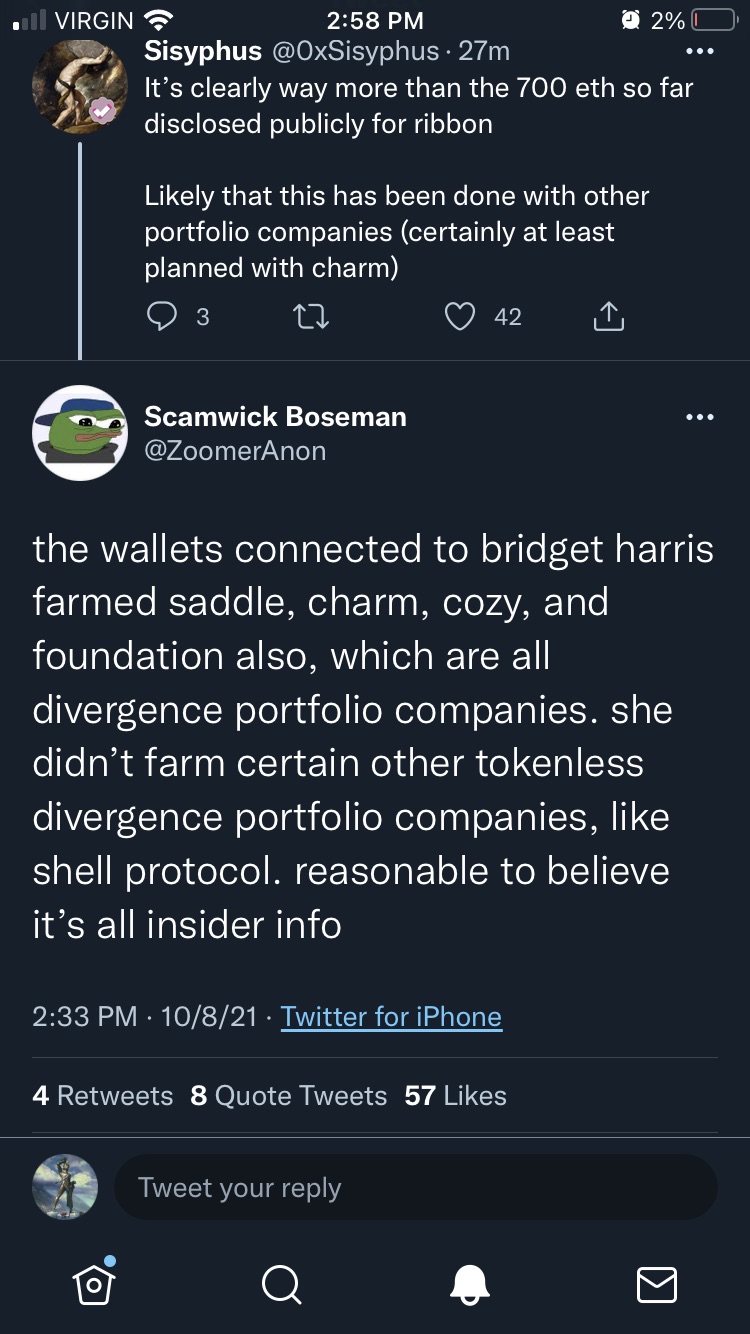 VIRGIN 2:58 PM 2%
Sisyphus @0xSisyphus · 27m
It’s clearly way more than the 700 eth so far
disclosed publicly for ribbon
Likely that this has been done with other
portfolio companies (certainly at least
planned with charm)
3 42
Scamwick Boseman
@ZoomerAnon
the wallets connected to bridget harris
farmed saddle, charm, cozy, and
foundation also, which are all
divergence portfolio companies. she
didn’t farm certain other tokenless
divergence portfolio companies, like
shell protocol. reasonable to believe
it’s all insider info
2:33 PM · 10/8/21 · Twitter for iPhone
4 Retweets 8 Quote Tweets 57 Likes
Tweet your reply